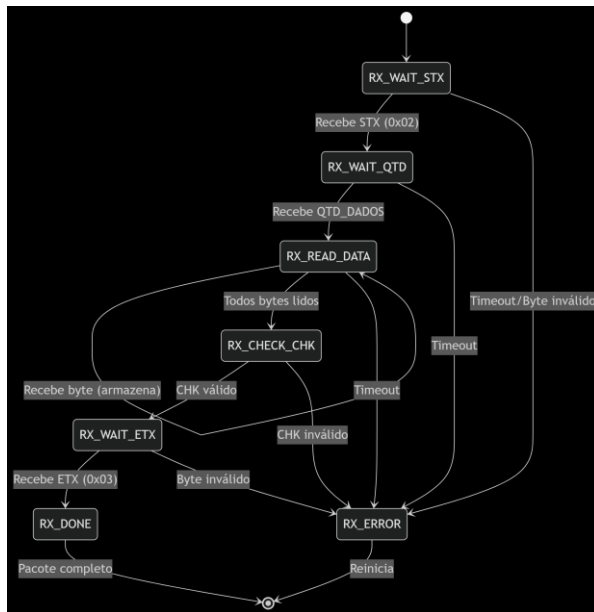 RX_WAIT_STX
Recebe STX (0x02)
RX_WAIT_QTD
Recebe QTD_DADOS
RX_READ_DATA
Todos bytes lidos
Timeout/Byte inválido
RX_CHECK_CHK
Timeout
Recebe byte (armazena)
CHK válido
Timeout
RX_WAIT_ETX
CHK inválido
Recebe ETX (0x03)
Byte inválido
RX_DONE
RX_ERROR
Pacote completo
Reinicia